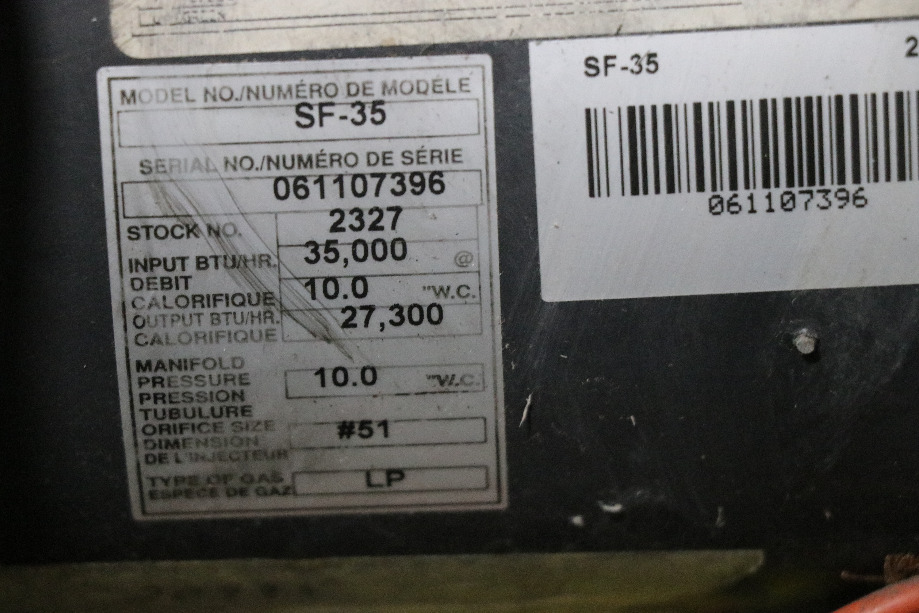 MODEL NO./NUMÉRO DE MODÈLE
SF-35
SERIAL NO./NUMÉRO DE SÉRIE
061107396
STOCK NO. 2327
INPUT BTU/HR. 35,000 @
DEBIT
CALORIFIQUE 10.0 "W.C.
OUTPUT BTU/HR. 27,300
CALORIFIQUE
MANIFOLD
PRESSURE 10.0 "W.C.
PRESSION
TUBULURE
ORIFICE SIZE #51
DIMENSION
DE L'INJECTEUR
TYPE OF GAS LP
ESPECE DE GAZ
SF-35 2
061107396